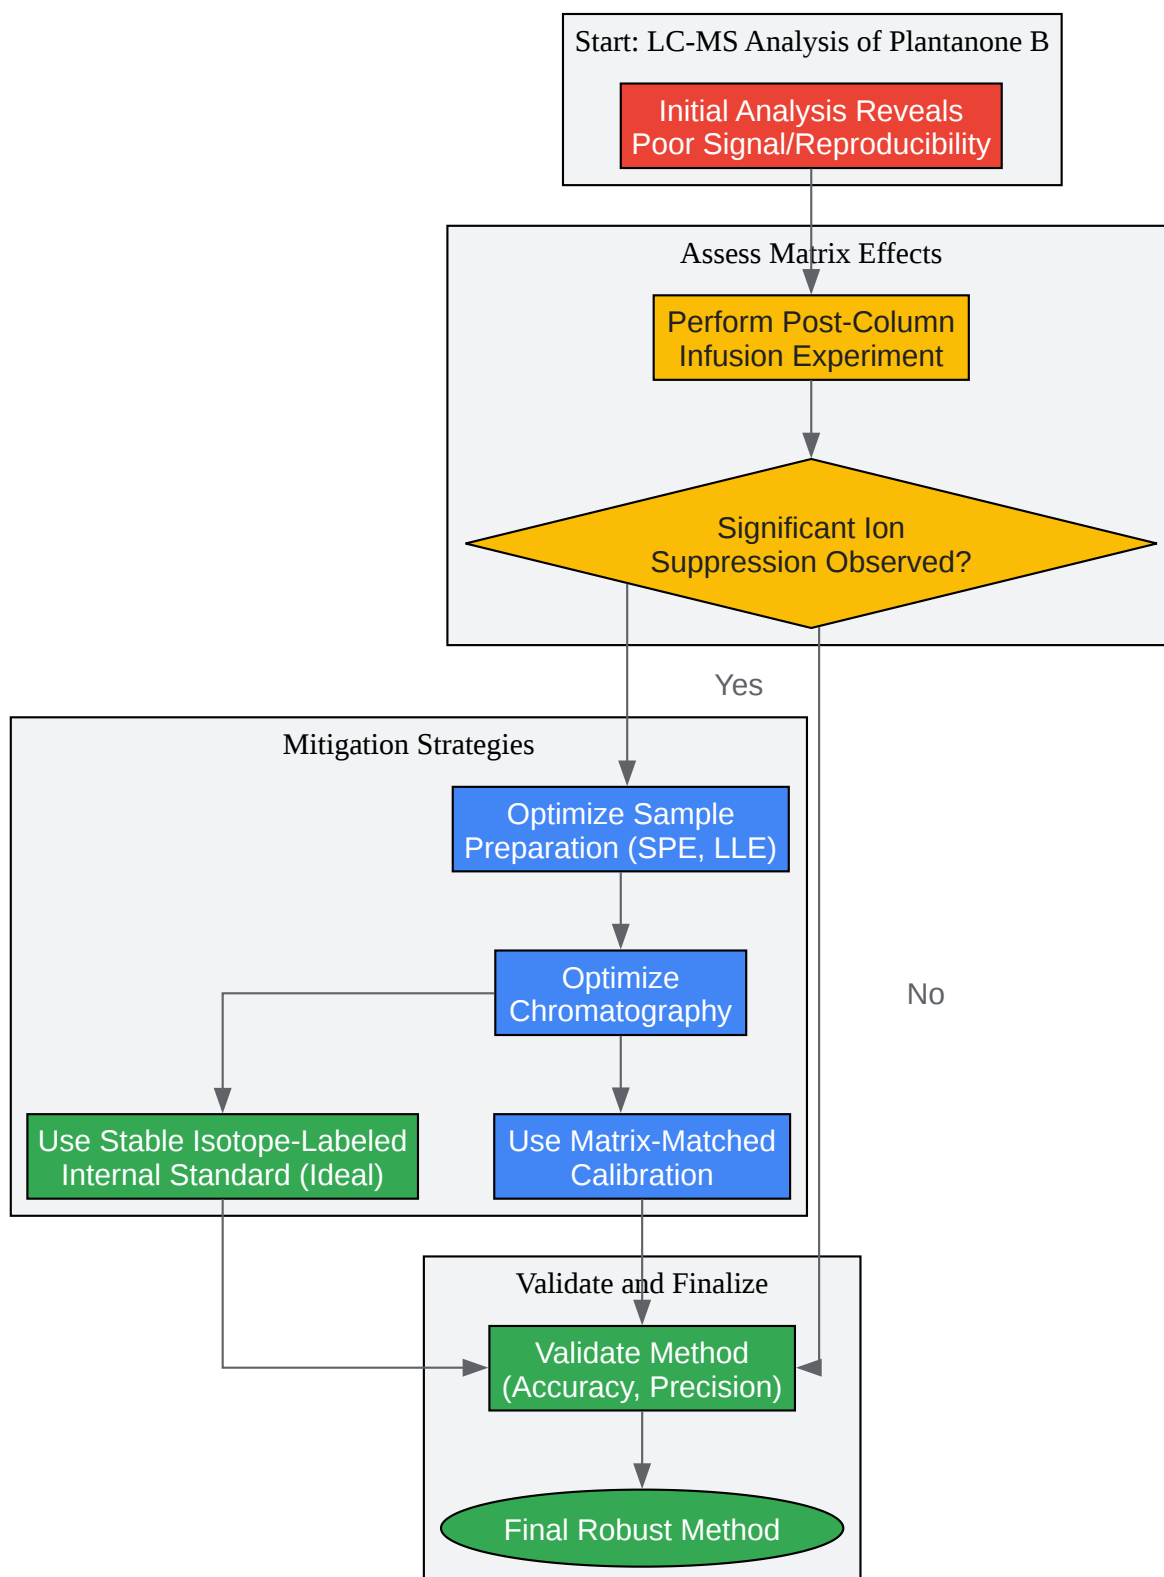 Start: LC-MS Analysis of Plantanone B
Initial Analysis Reveals
Poor Signal/Reproducibility
Assess Matrix Effects
Perform Post-Column
Infusion Experiment
Significant Ion
Suppression Observed?
Yes
Mitigation Strategies
Optimize Sample
Preparation (SPE, LLE)
No
Optimize
Chromatography
Use Stable Isotope-Labeled
Internal Standard (Ideal)
Use Matrix-Matched
Calibration
Validate and Finalize
Validate Method
(Accuracy, Precision)
Final Robust Method